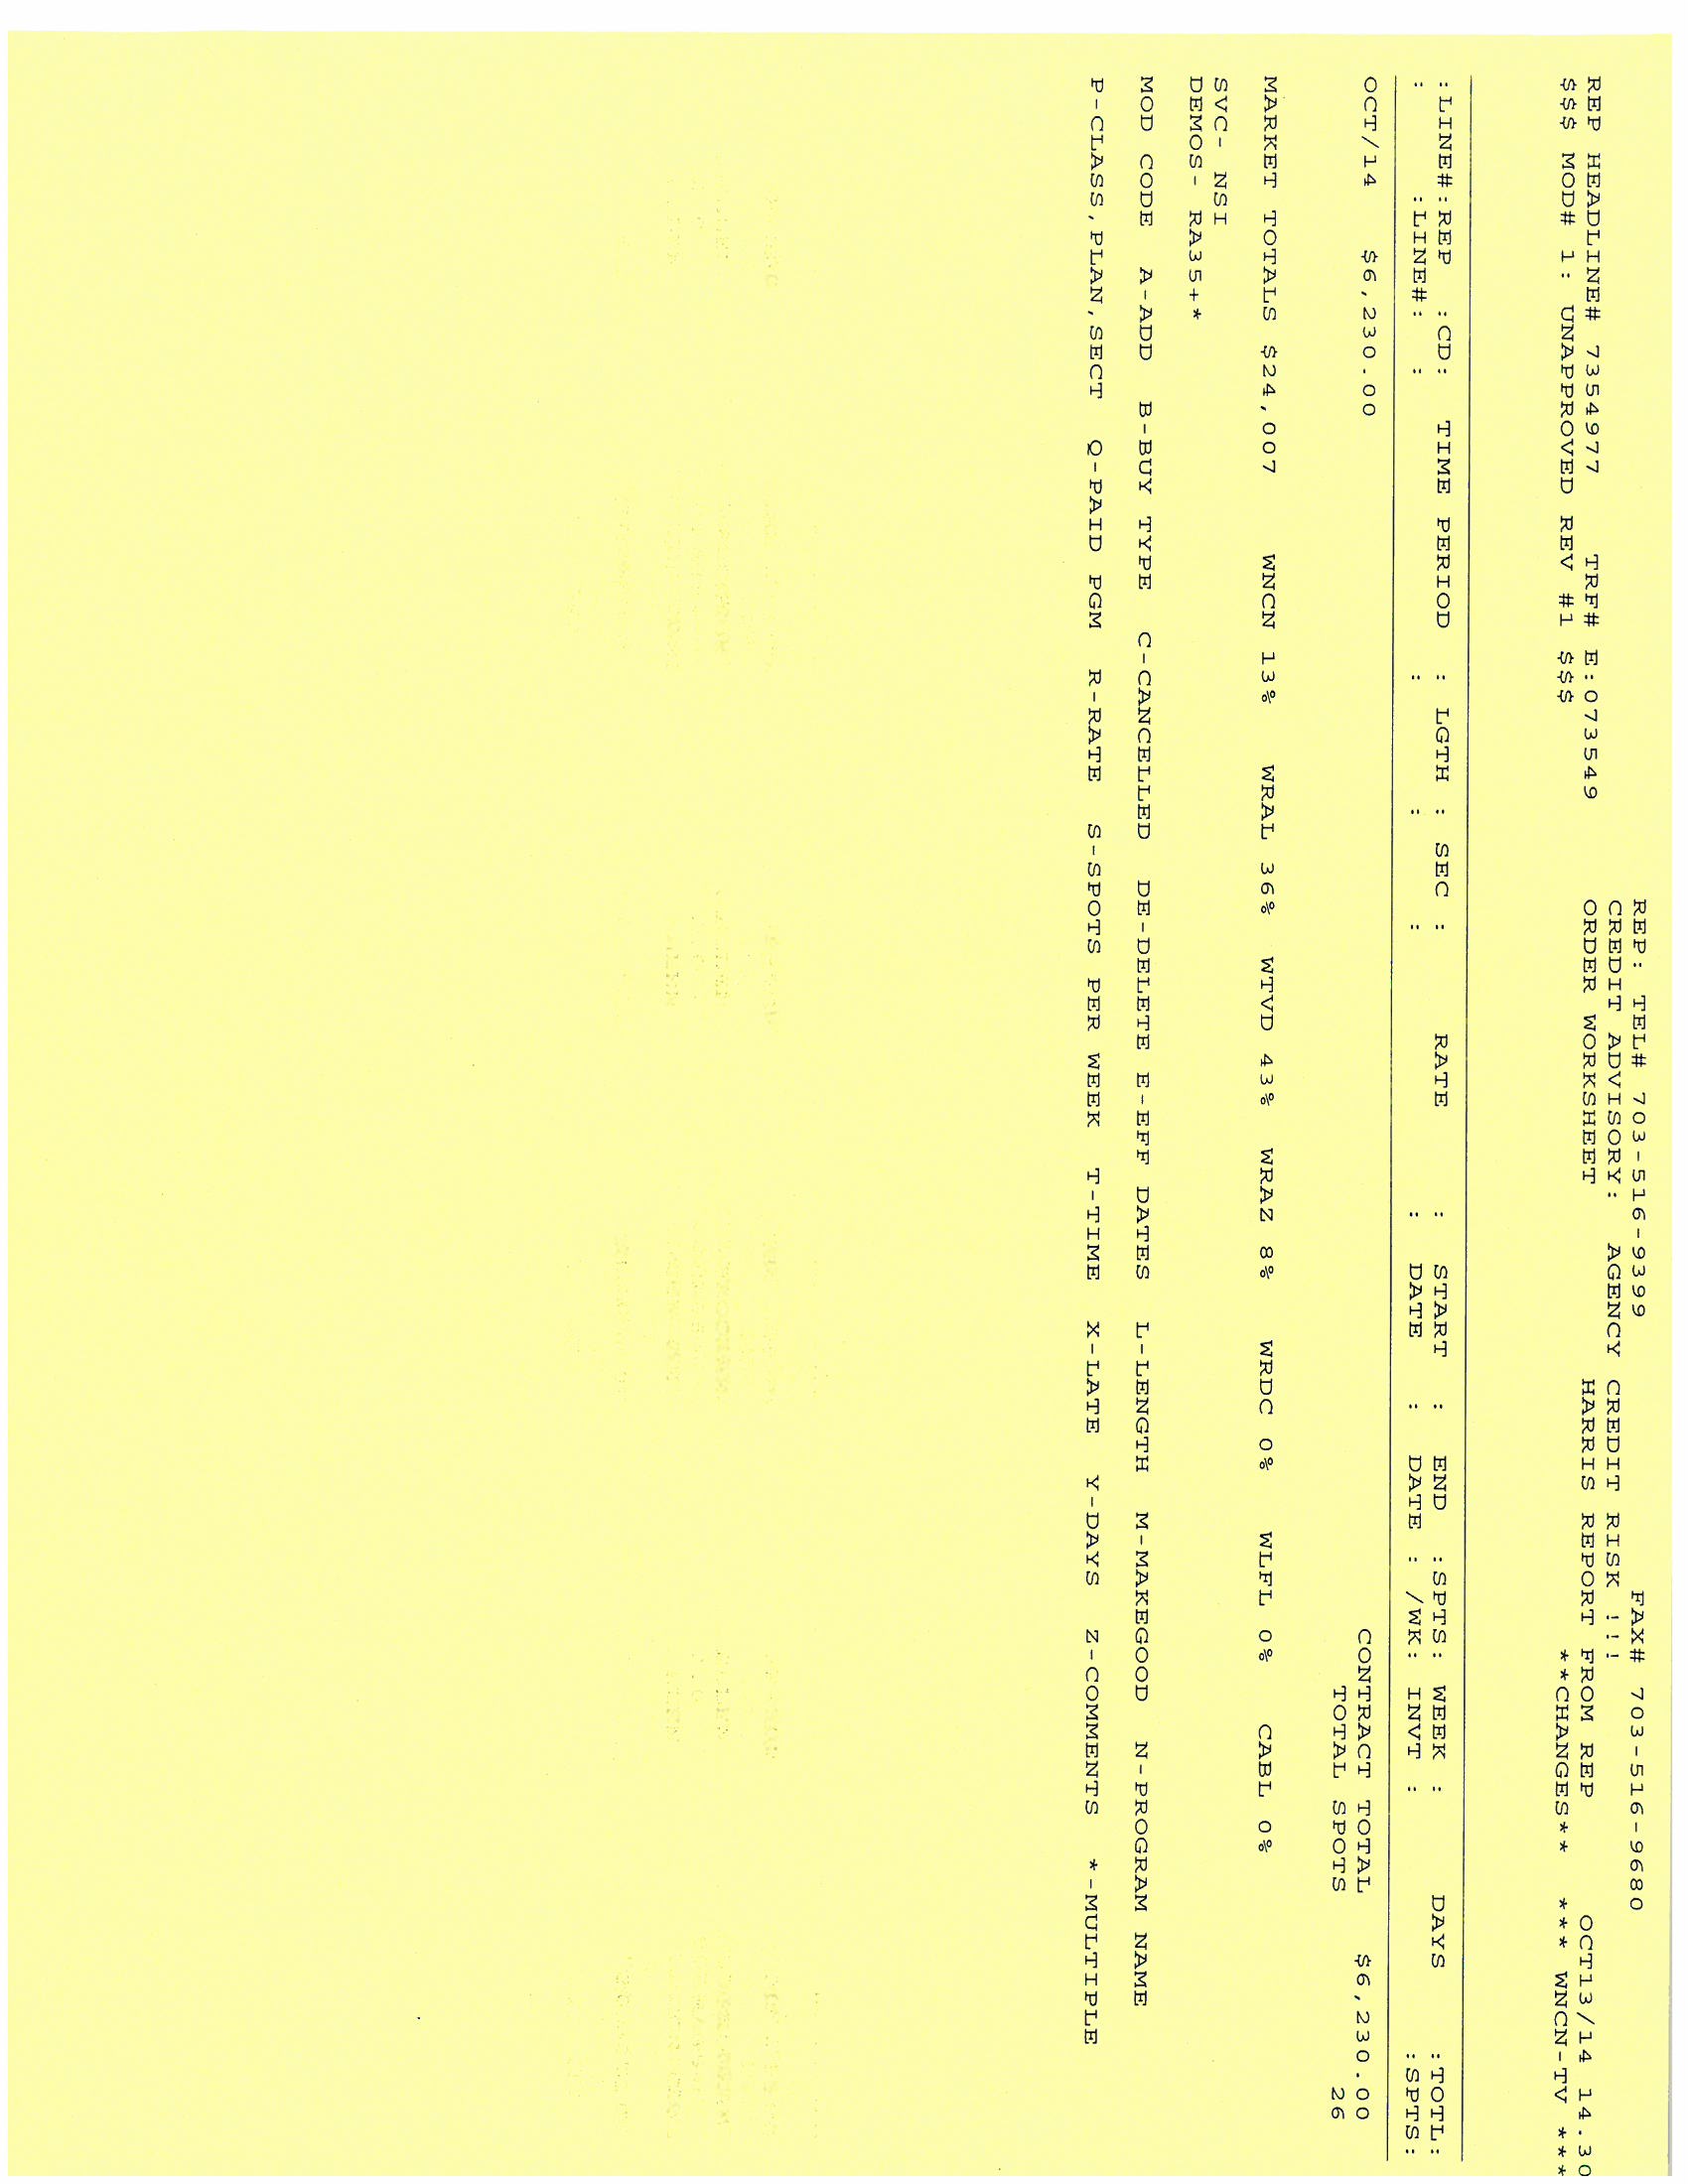 REP: TEL# 703-516-9399 FAX# 703-516-9680
CREDIT ADVISORY: AGENCY CREDIT RISK !!!
REP HEADLINE# 7354977 TRF# E:073549 ORDER WORKSHEET HARRIS REPORT FROM REP OCT13/14 14.30
$$$ MOD# 1: UNAPPROVED REV #1 $$$ **CHANGES** *** WNCN-TV ***
:LINE#:REP :CD: TIME PERIOD : LGTH : SEC : RATE : START : END :SPTS: WEEK : DAYS :TOTL:
: :LINE#: : : : : : DATE : DATE : /WK: INVT : :SPTS:
OCT/14 $6,230.00 CONTRACT TOTAL $6,230.00
TOTAL SPOTS 26
MARKET TOTALS $24,007 WNCN 13% WRAL 36% WTVD 43% WRAZ 8% WRDC 0% WLFL 0% CABL 0%
SVC- NSI
DEMOS- RA35+*
MOD CODE A-ADD B-BUY TYPE C-CANCELLED DE-DELETE E-EFF DATES L-LENGTH M-MAKEGOOD N-PROGRAM NAME
P-CLASS,PLAN,SECT Q-PAID PGM R-RATE S-SPOTS PER WEEK T-TIME X-LATE Y-DAYS Z-COMMENTS *-MULTIPLE